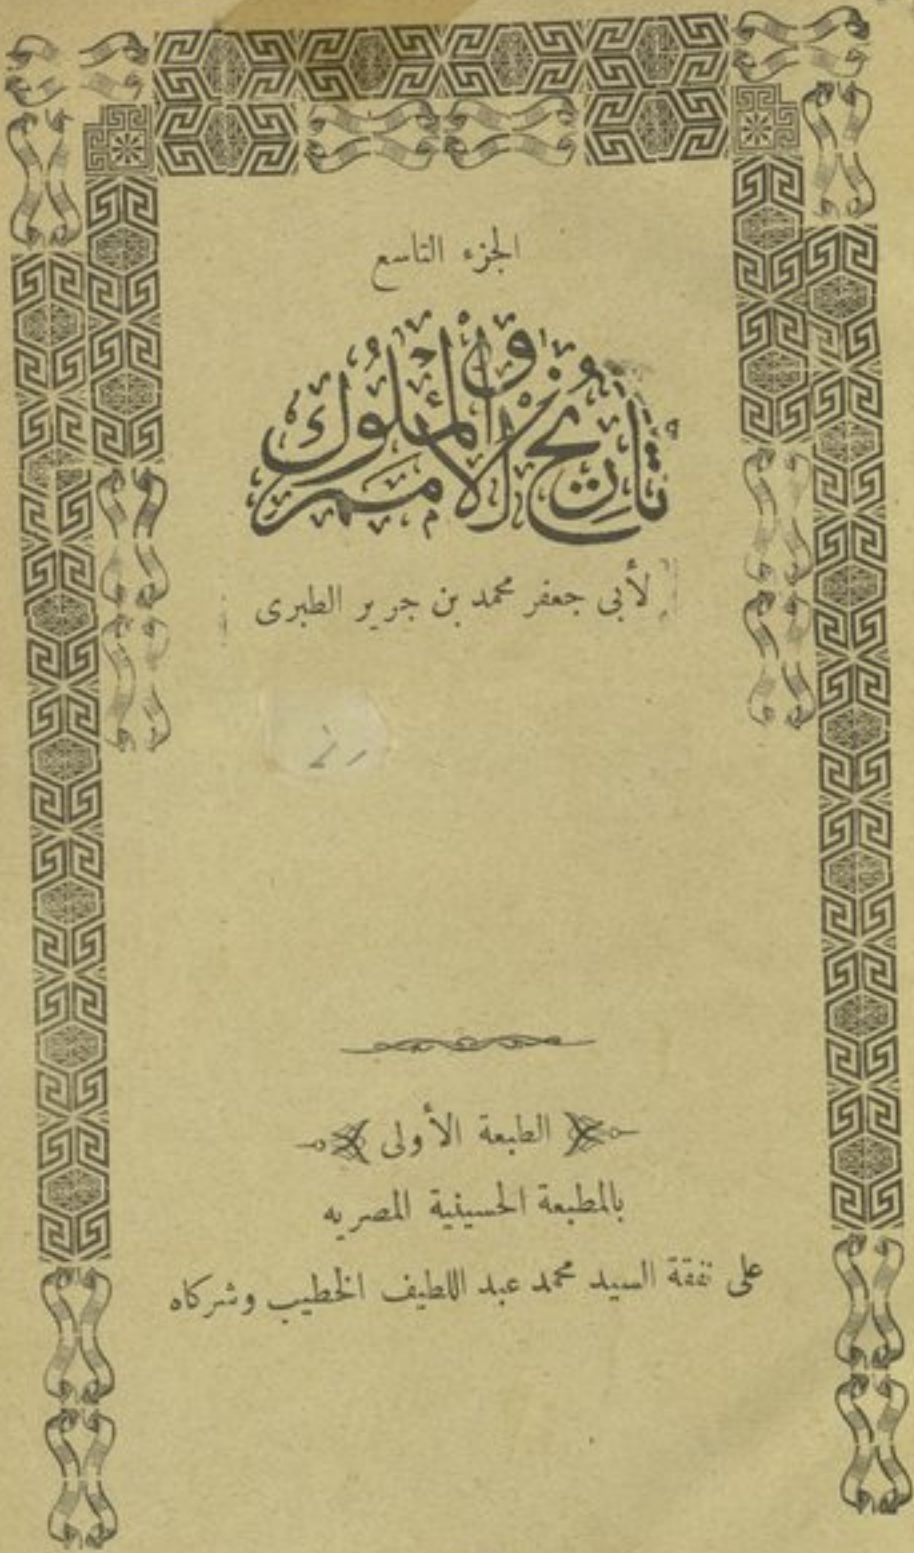 الجزء التاسع
تاريخ الأمم والملوك
لأبى جعفر محمد بن جرير الطبرى
الطبعة الأولى
بالمطبعة الحسينية المصريه
على نفقة السيد محمد عبد اللطيف الخطيب وشركاه